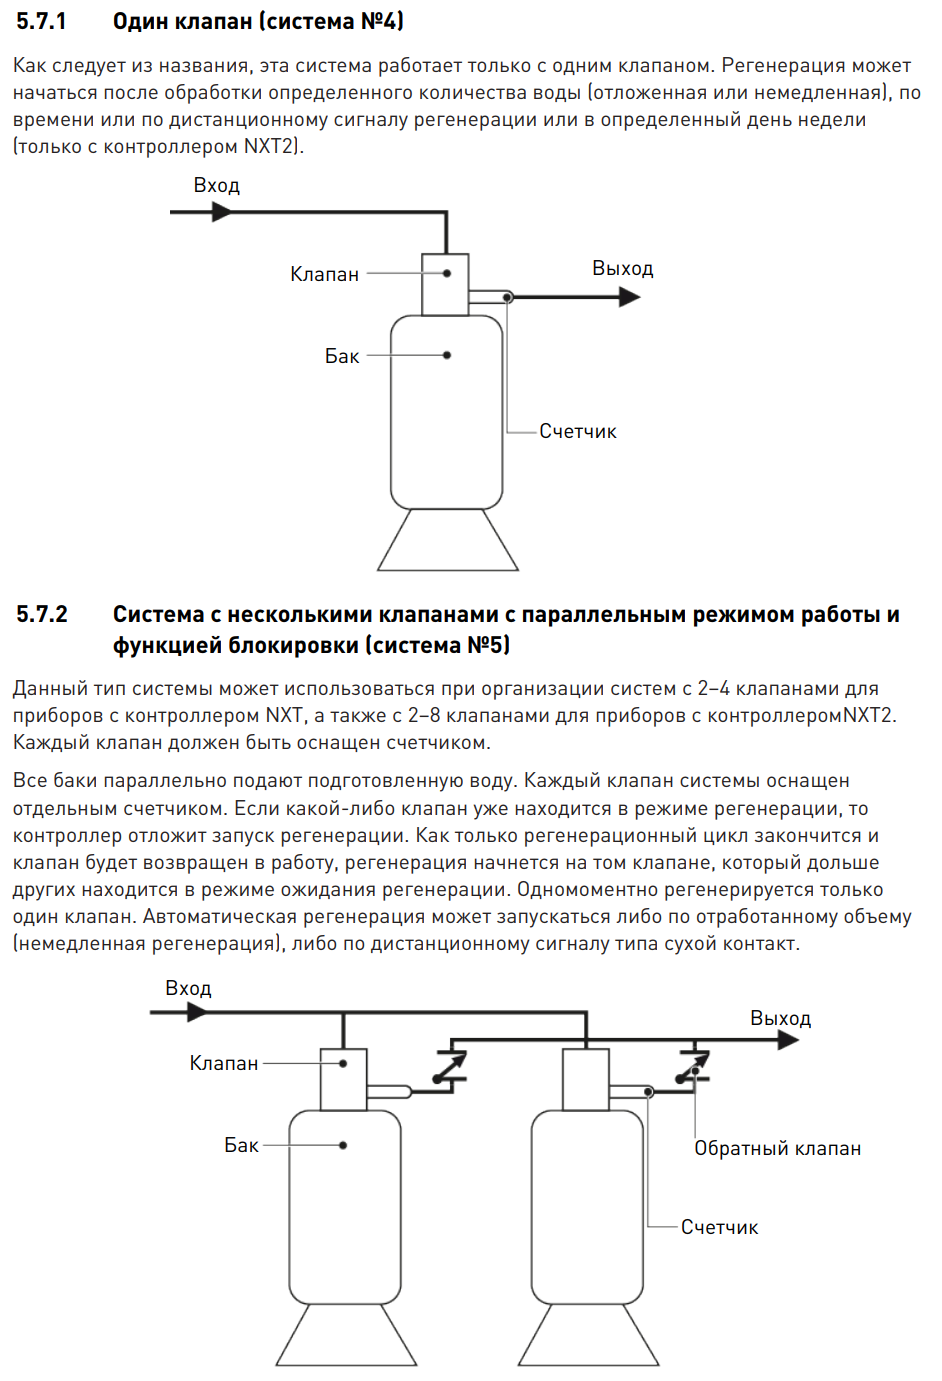 5.7.1 Один клапан (система №4)
Как следует из названия, эта система работает только с одним клапаном. Регенерация может
начаться после обработки определенного количества воды (отложенная или немедленная), по
времени или по дистанционному сигналу регенерации или в определенный день недели
(только с контроллером NXT2).
Вход
Выход
Клапан
Бак
Счетчик
5.7.2 Система с несколькими клапанами с параллельным режимом работы и
функцией блокировки (система №5)
Данный тип системы может использоваться при организации систем с 2–4 клапанами для
приборов с контроллером NXT, а также с 2–8 клапанами для приборов с контроллеромNXT2.
Каждый клапан должен быть оснащен счетчиком.
Все баки параллельно подают подготовленную воду. Каждый клапан системы оснащен
отдельным счетчиком. Если какой-либо клапан уже находится в режиме регенерации, то
контроллер отложит запуск регенерации. Как только регенерационный цикл закончится и
клапан будет возвращен в работу, регенерация начнется на том клапане, который дольше
других находится в режиме ожидания регенерации. Одномоментно регенерируется только
один клапан. Автоматическая регенерация может запускаться либо по отработанному объему
(немедленная регенерация), либо по дистанционному сигналу типа сухой контакт.
Вход
Выход
Клапан
Бак
Обратный клапан
Счетчик